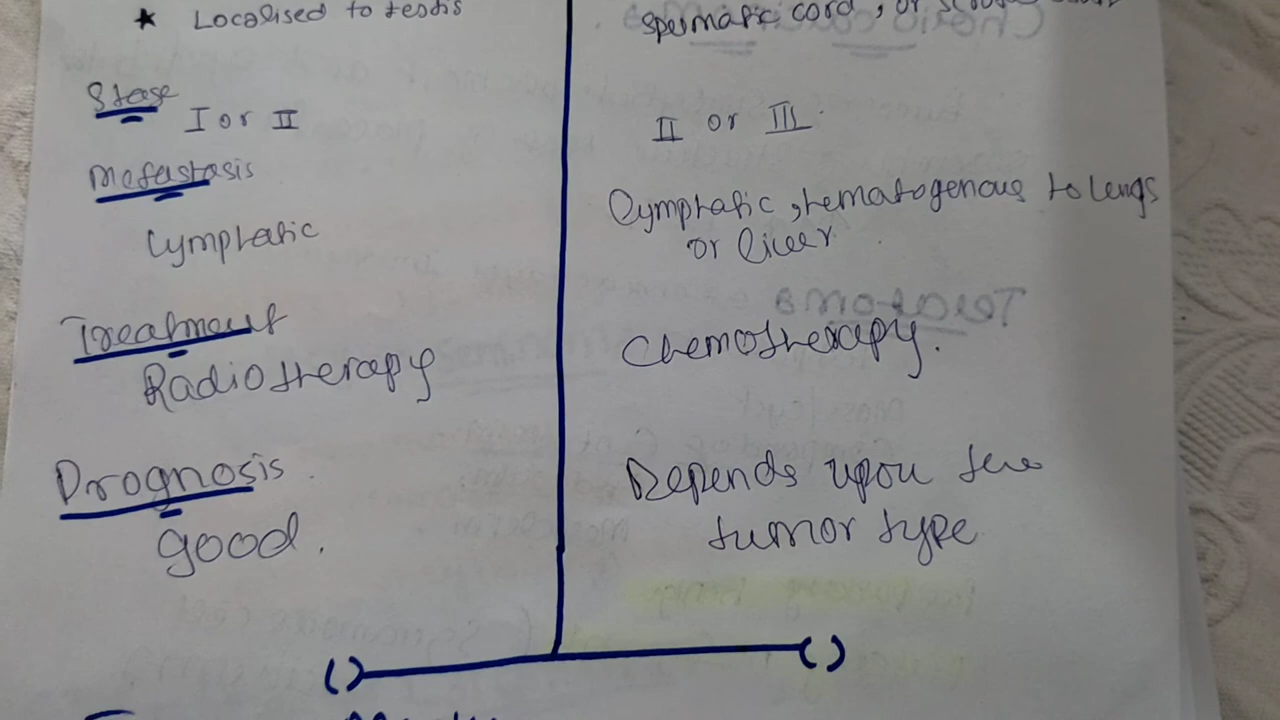 ★ Localised to testis
spermatic cord, or
Stage
I or II
II or III.
Metastasis
Lymphatic
Lymphatic, hematogenous to lungs
or liver
Treatment
Radiotherapy
Chemotherapy.
Prognosis.
good.
Depends upon the
tumor type